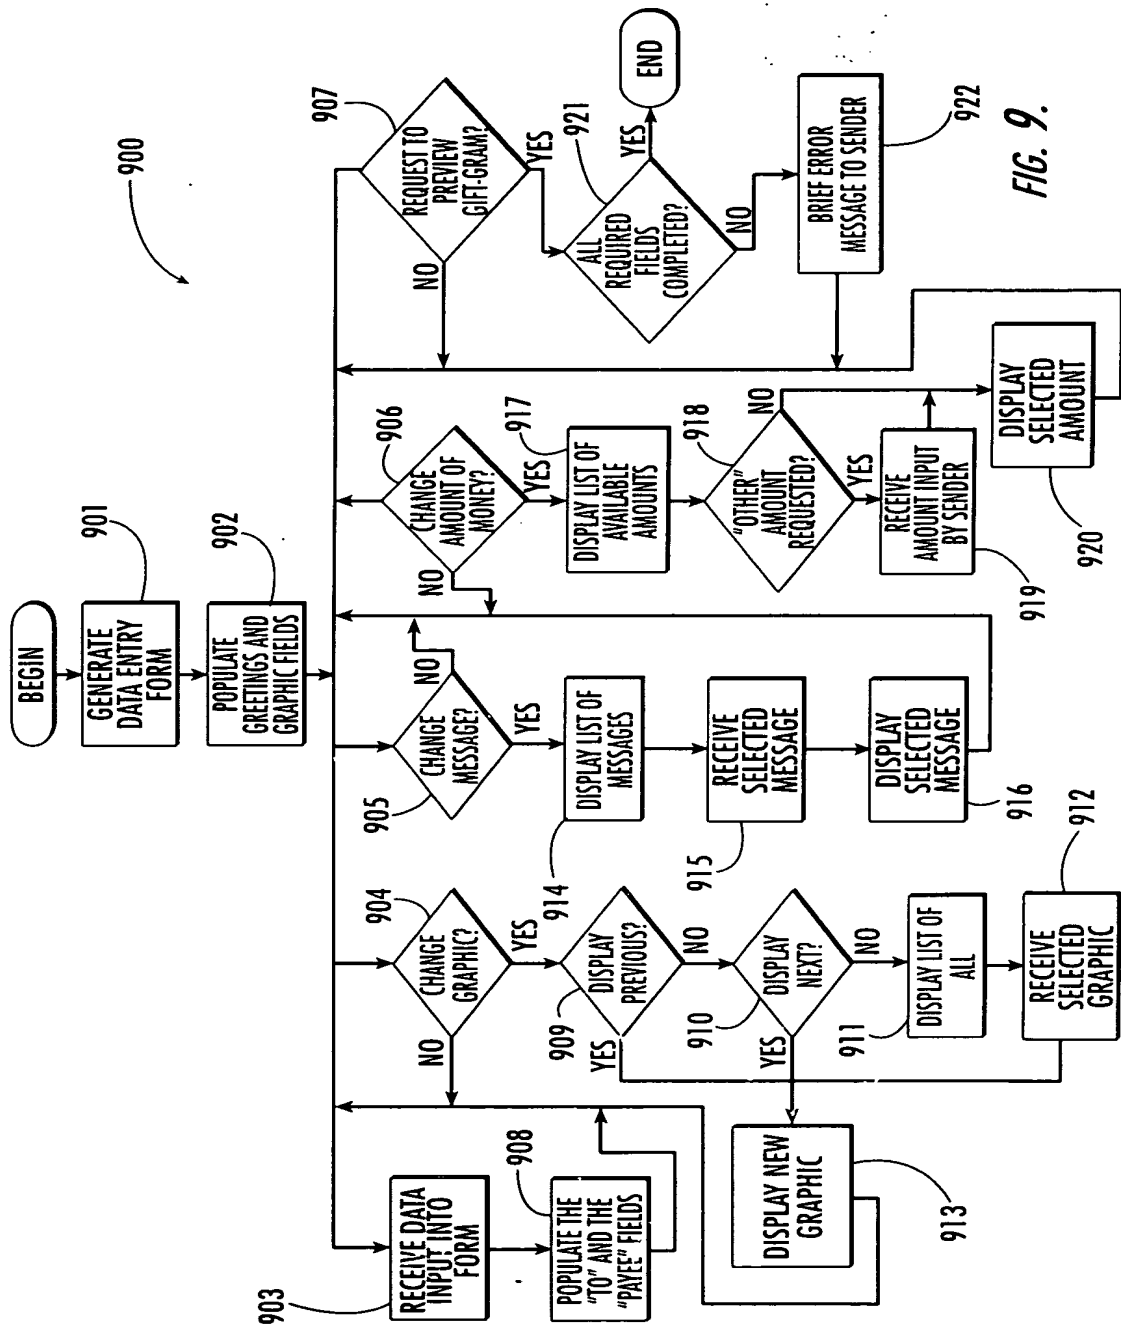 900
BEGIN
901
GENERATE
DATA ENTRY
FORM
902
POPULATE
GREETINGS AND
GRAPHIC FIELDS
903
RECEIVE DATA
INPUT INTO
FORM
908
POPULATE THE
"TO" AND THE
"PAYEE" FIELDS
904
CHANGE
GRAPHIC?
NO
YES
909
DISPLAY
PREVIOUS?
YES
NO
910
DISPLAY
NEXT?
YES
NO
913
DISPLAY NEW
GRAPHIC
911
DISPLAY LIST OF
ALL
912
RECEIVE
SELECTED
GRAPHIC
905
CHANGE
MESSAGE?
NO
YES
914
DISPLAY LIST OF
MESSAGES
915
RECEIVE
SELECTED
MESSAGE
916
DISPLAY
SELECTED
MESSAGE
906
CHANGE
AMOUNT OF
MONEY?
NO
YES
917
DISPLAY LIST OF
AVAILABLE
AMOUNTS
918
"OTHER"
AMOUNT
REQUESTED?
NO
YES
919
RECEIVE
AMOUNT INPUT
BY SENDER
920
DISPLAY
SELECTED
AMOUNT
907
REQUEST TO
PREVIEW
GIFT-GRAM?
NO
YES
921
ALL
REQUIRED
FIELDS
COMPLETED?
YES
NO
END
922
BRIEF ERROR
MESSAGE TO SENDER
FIG. 9.